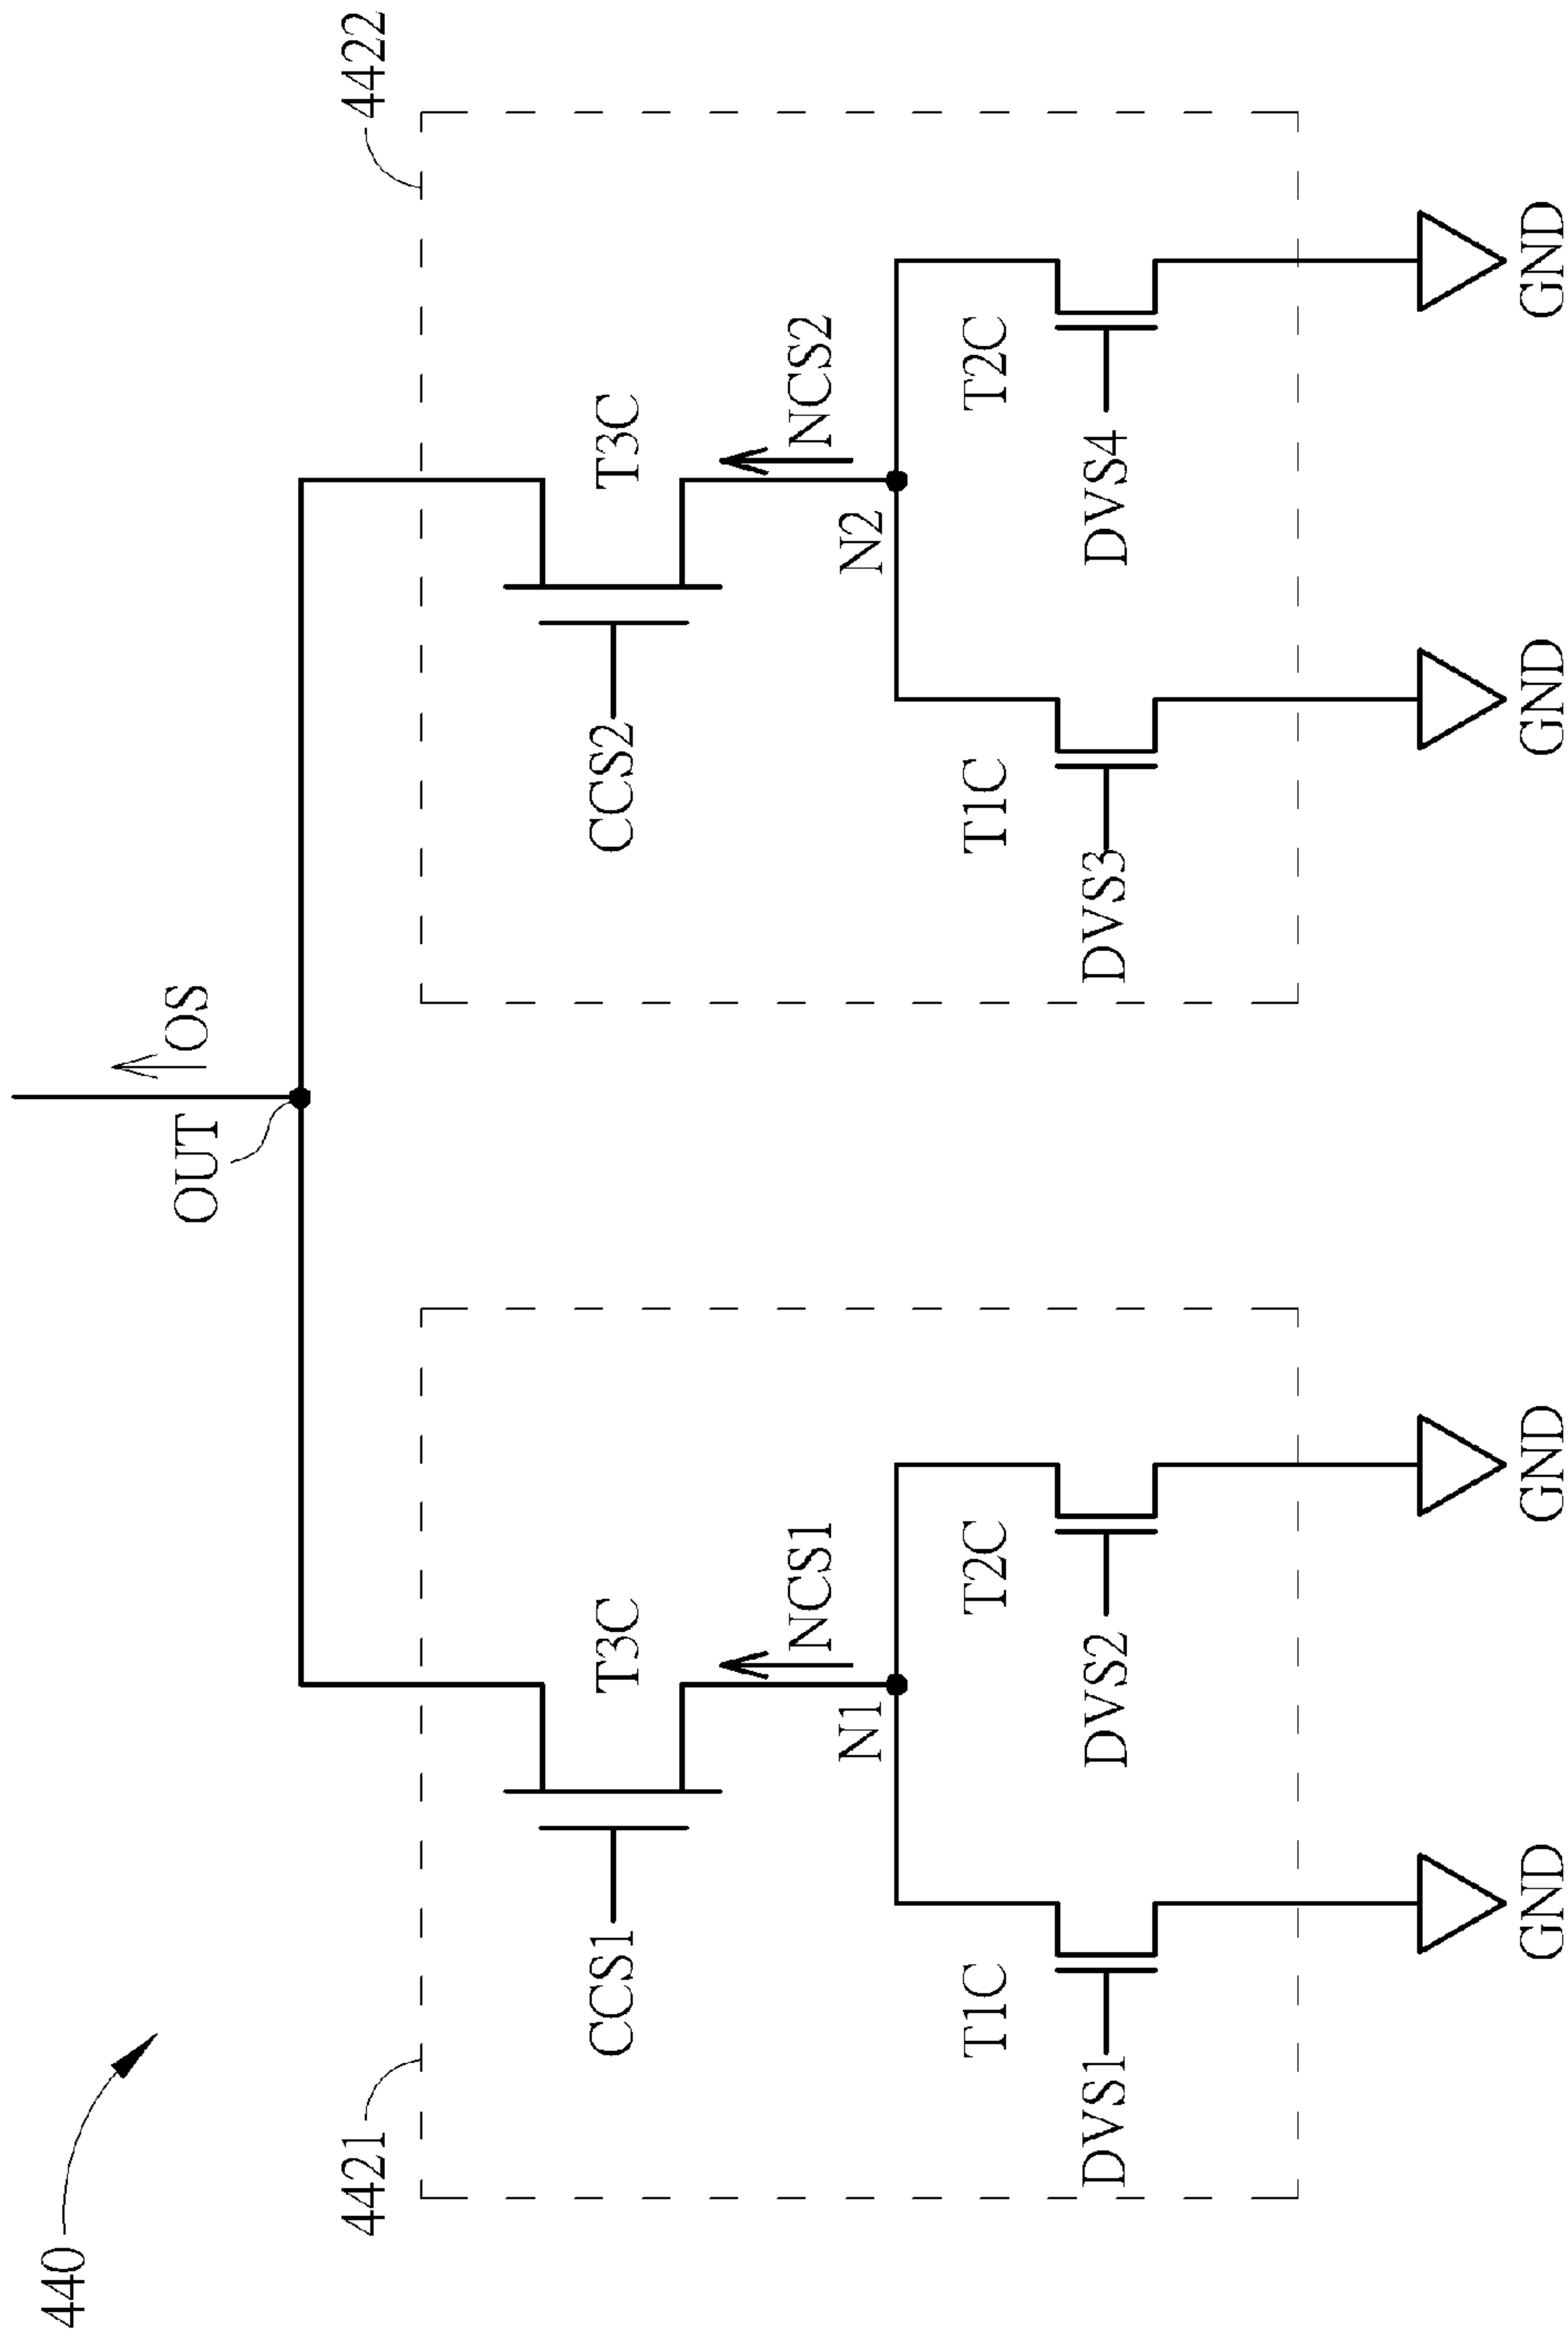 440
OUT
OS
4421
4422
CCS1
T3C
CCS2
T3C
N1
NCS1
N2
NCS2
T1C
T2C
T1C
T2C
DVS1
DVS2
DVS3
DVS4
GND
GND
GND
GND